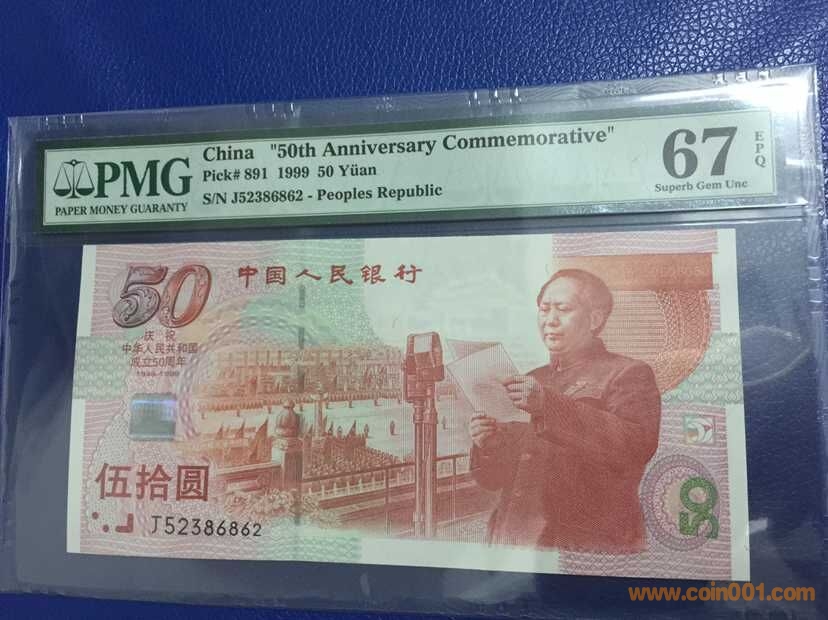 PMG
PAPER MONEY GUARANTY
China "50th Anniversary Commemorative"
Pick# 891 1999 50 Yüan
S/N J52386862 - Peoples Republic
67
EPQ
Superb Gem Unc
50
中国人民银行
庆祝
中华人民共和国
成立50周年
1949-1999
伍拾圆
J52386862
50
www.coin001.com